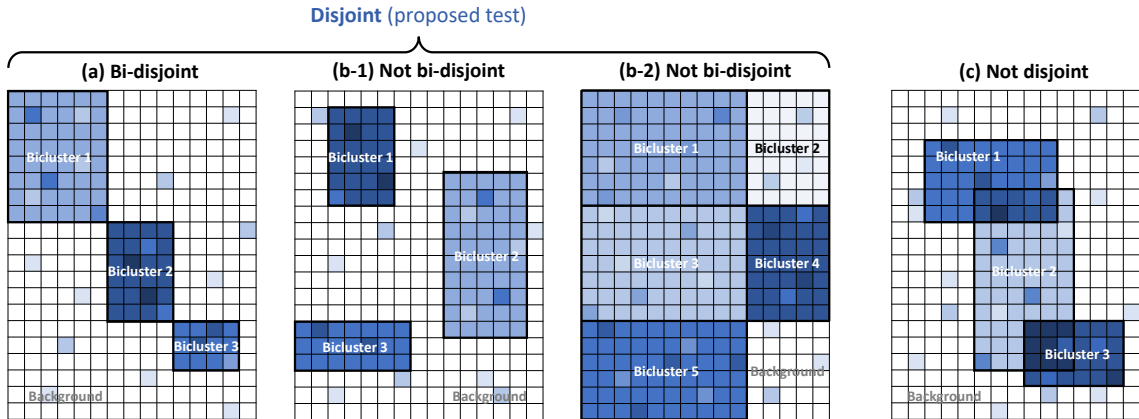 Disjoint (proposed test)
(a) Bi-disjoint
(b-1) Not bi-disjoint
(b-2) Not bi-disjoint
(c) Not disjoint
Bicluster 1
Bicluster 2
Bicluster 3
Background
Bicluster 1
Bicluster 2
Bicluster 3
Background
Bicluster 1
Bicluster 2
Bicluster 3
Bicluster 4
Bicluster 5
Background
Bicluster 1
Bicluster 2
Bicluster 3
Background